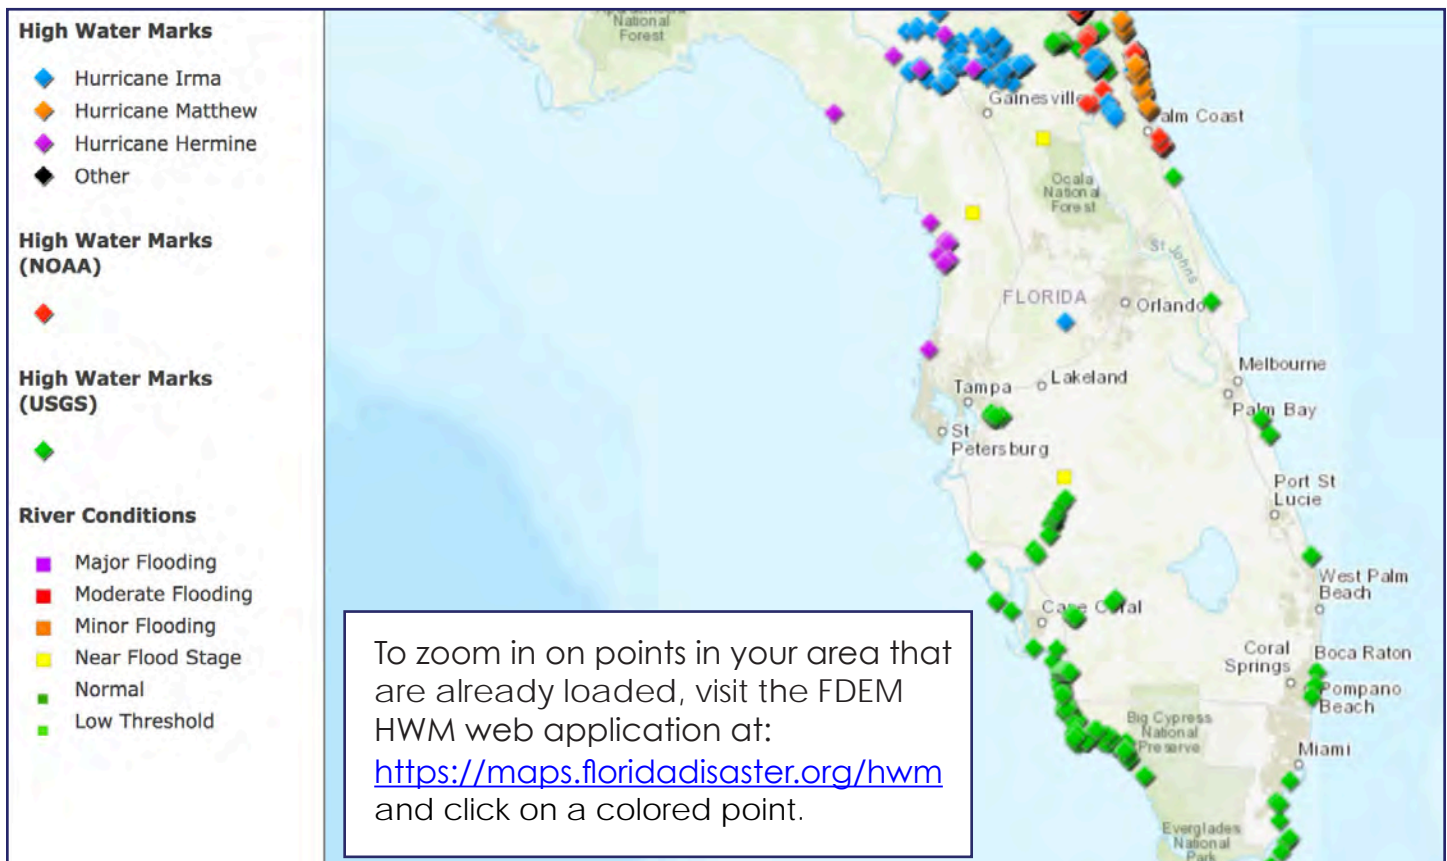 High Water Marks
Hurricane Irma
Hurricane Matthew
Hurricane Hermine
Other
High Water Marks
(NOAA)
High Water Marks
(USGS)
River Conditions
Major Flooding
Moderate Flooding
Minor Flooding
Near Flood Stage
Normal
Low Threshold
National
Forest
Gainesville
alm Coast
Ocala
National
Forest
St Johns
FLORIDA
Orlando
Melbourne
Lakeland
Tampa
Palm Bay
St
Petersburg
Port St
Lucie
West Palm
Beach
Cape Coral
Coral
Springs
Boca Raton
Pompano
Beach
Big Cypress
National
Preserve
Miami
Everglades
National
Park
To zoom in on points in your area that
are already loaded, visit the FDEM
HWM web application at:
https://maps.floridadisaster.org/hwm
and click on a colored point.